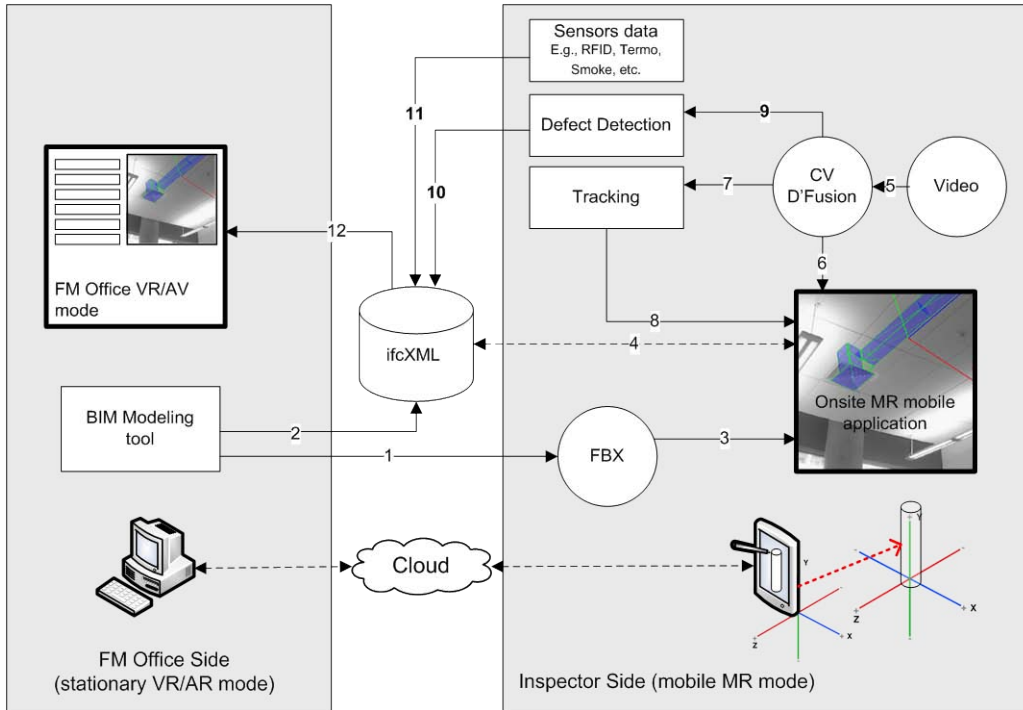 Sensors data
E.g., RFID, Termo,
Smoke, etc.
11
9
Defect Detection
10
CV
D'Fusion
5
Video
7
Tracking
12
6
FM Office VR/AV
mode
8
ifcXML
4
Onsite MR mobile
application
BIM Modeling
tool
2
1
FBX
3
Cloud
Y
X
Z
Y
X
Z
FM Office Side
(stationary VR/AR mode)
Inspector Side (mobile MR mode)